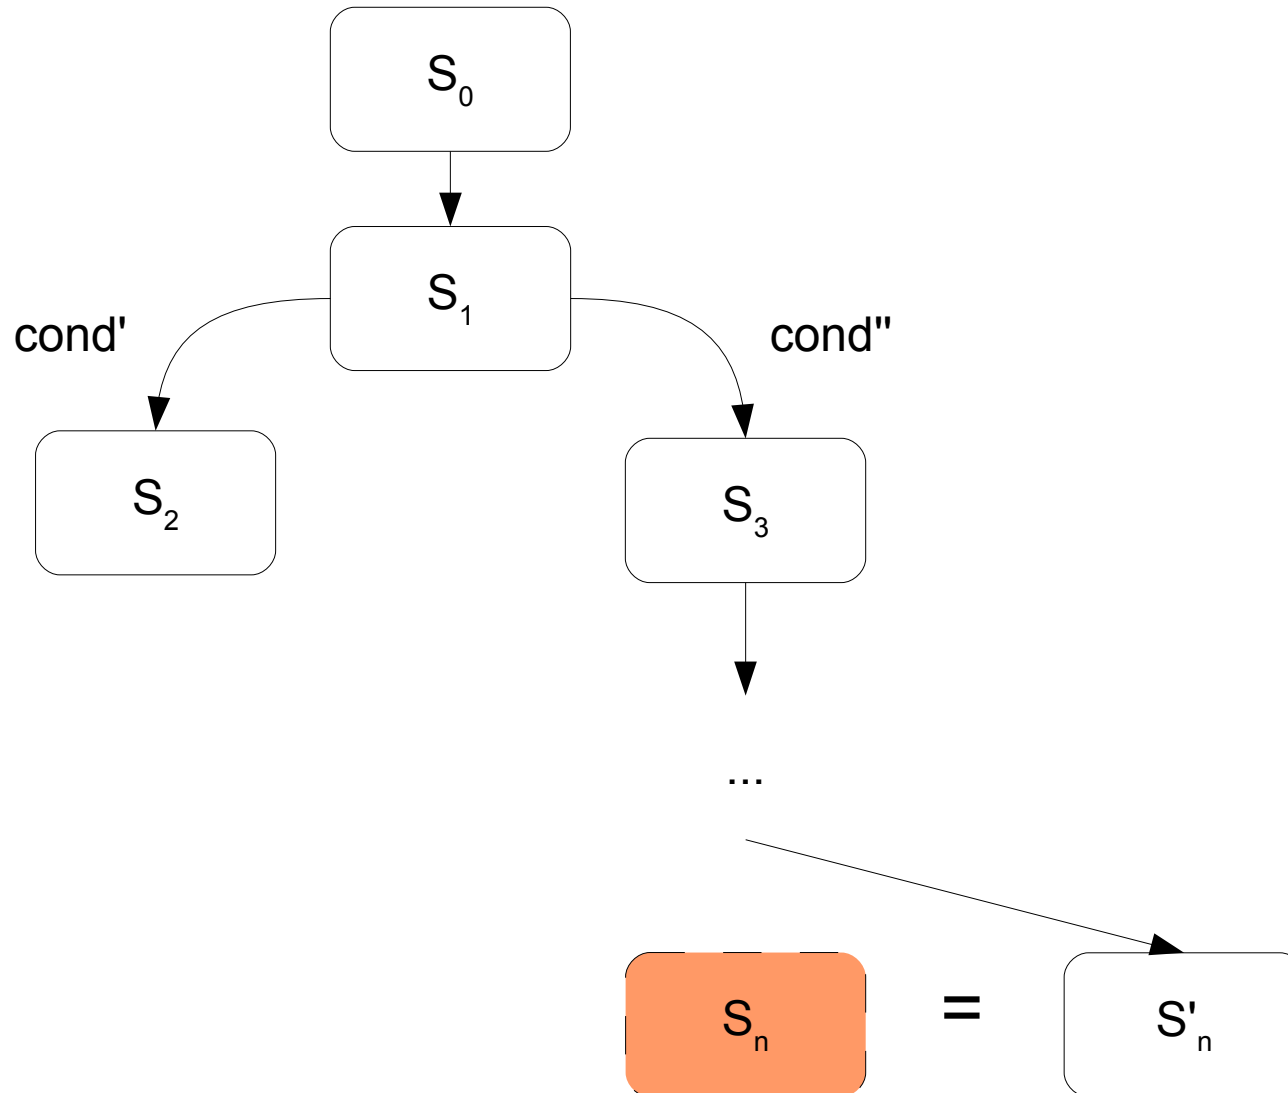 S₀
S₁
cond'
cond"
S₂
S₃
...
Sₙ = S'ₙ